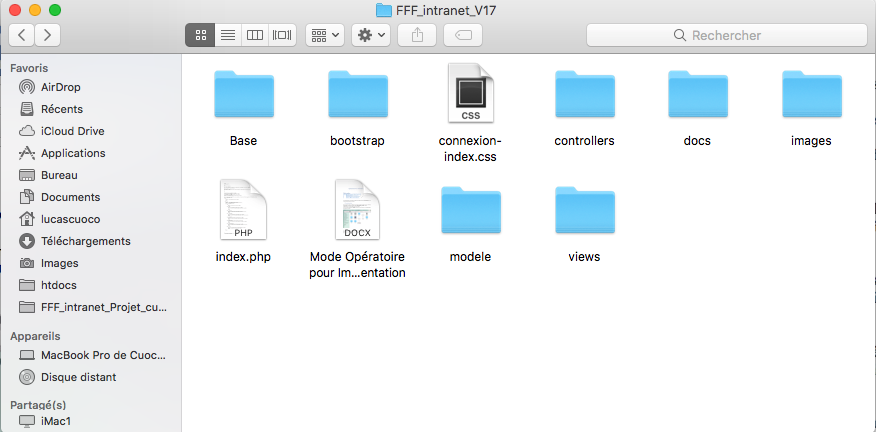 FFF_intranet_V17
Rechercher
Favoris
AirDrop
Récents
iCloud Drive
Applications
Bureau
Documents
lucascuoco
Téléchargements
Images
htdocs
FFF_intranet_Projet_cu...
Appareils
MacBook Pro de Cuoc...
Disque distant
Partagé(s)
iMac1
Base
bootstrap
CSS
connexion-
index.css
controllers
docs
images
PHP
index.php
DOCX
Mode Opératoire
pour Im...entation
modele
views